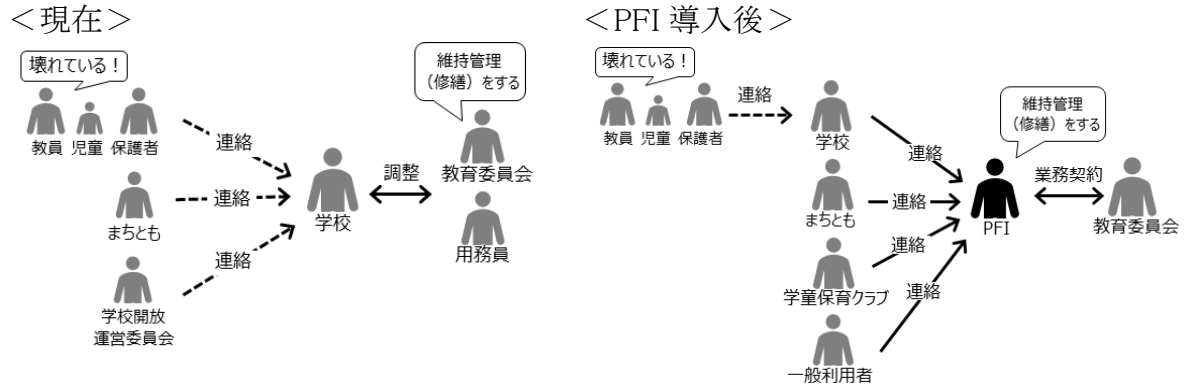 ＜現在＞
壊れている！
教員 児童 保護者
連絡
まちとも
連絡
学校開放
運営委員会
連絡
学校
調整
維持管理
（修繕）をする
教育委員会
用務員
＜PFI 導入後＞
壊れている！
教員 児童 保護者
連絡
学校
連絡
まちとも
連絡
学童保育クラブ
連絡
一般利用者
連絡
維持管理
（修繕）をする
PFI
業務契約
教育委員会